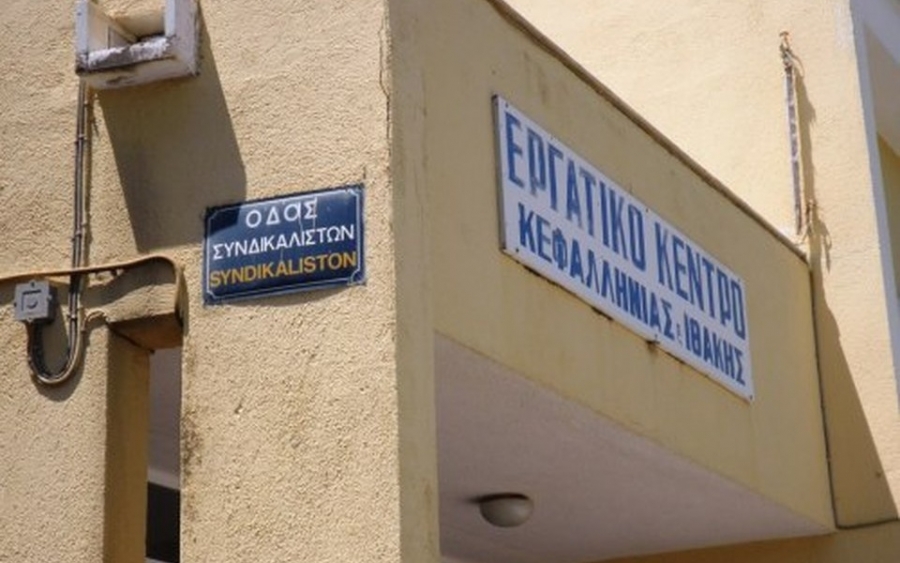 ΟΔΟΣ
ΣΥΝΔΙΚΑΛΙΣΤΩΝ
SYNDIKALISTON
ΕΡΓΑΤΙΚΟ ΚΕΝΤΡΟ
ΚΕΦΑΛΛΗΝΙΑΣ & ΙΘΑΚΗΣ